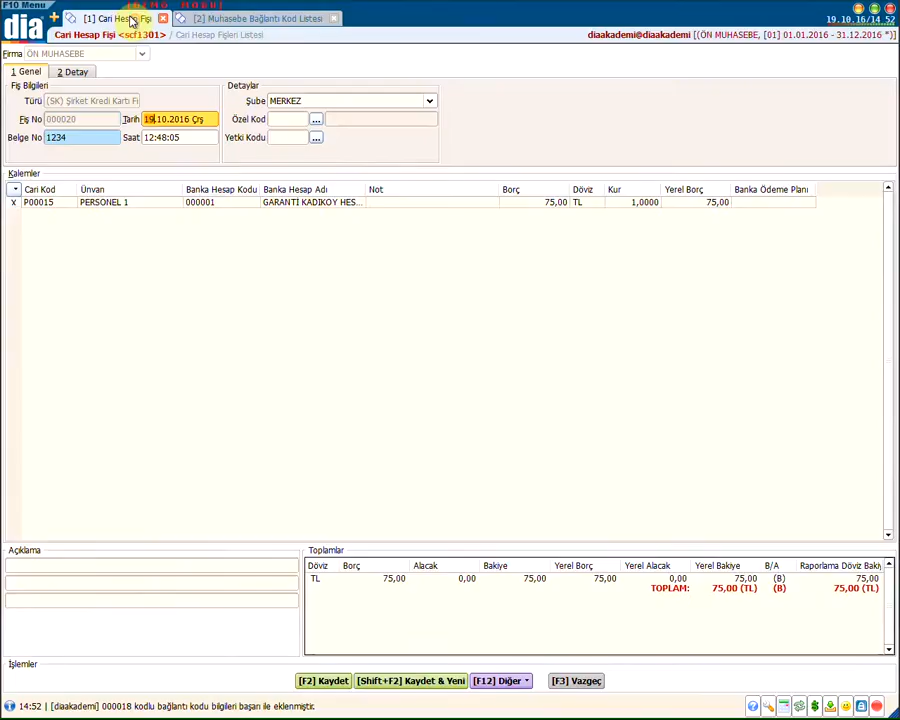 F10 Menu
DEMO MODU
dia
[1] Cari Hesap Fişi
[2] Muhasebe Bağlantı Kod Listesi
19.10.16/14 52
Cari Hesap Fişi <scf1301> / Cari Hesap Fişleri Listesi
diaakademi@diaakademi [(ÖN MUHASEBE, [01] 01.01.2016 - 31.12.2016 *)]
Firma ÖN MUHASEBE
1 Genel 2 Detay
Fiş Bilgileri
Türü (SK) Şirket Kredi Kartı Fi
Fiş No 000020 Tarih 19.10.2016 Çrş
Belge No 1234 Saat 12:48:05
Detaylar
Şube MERKEZ
Özel Kod ...
Yetki Kodu ...
Kalemler
Cari Kod Ünvan Banka Hesap Kodu Banka Hesap Adı Not Borç Döviz Kur Yerel Borç Banka Ödeme Planı
X P00015 PERSONEL 1 000001 GARANTİ KADIKOY HES... 75,00 TL 1,0000 75,00
Açıklama
Toplamlar
Döviz Borç Alacak Bakiye Yerel Borç Yerel Alacak Yerel Bakiye B/A Raporlama Döviz Bakiy
TL 75,00 0,00 75,00 75,00 0,00 75,00 (B) 75,00
TOPLAM: 75,00 (TL) (B) 75,00 (TL)
İşlemler
[F2] Kaydet [Shift+F2] Kaydet & Yeni [F12] Diğer [F3] Vazgeç
14:52 | [diaakademi] 000018 kodlu bağlantı kodu bilgileri başarı ile eklenmiştir.